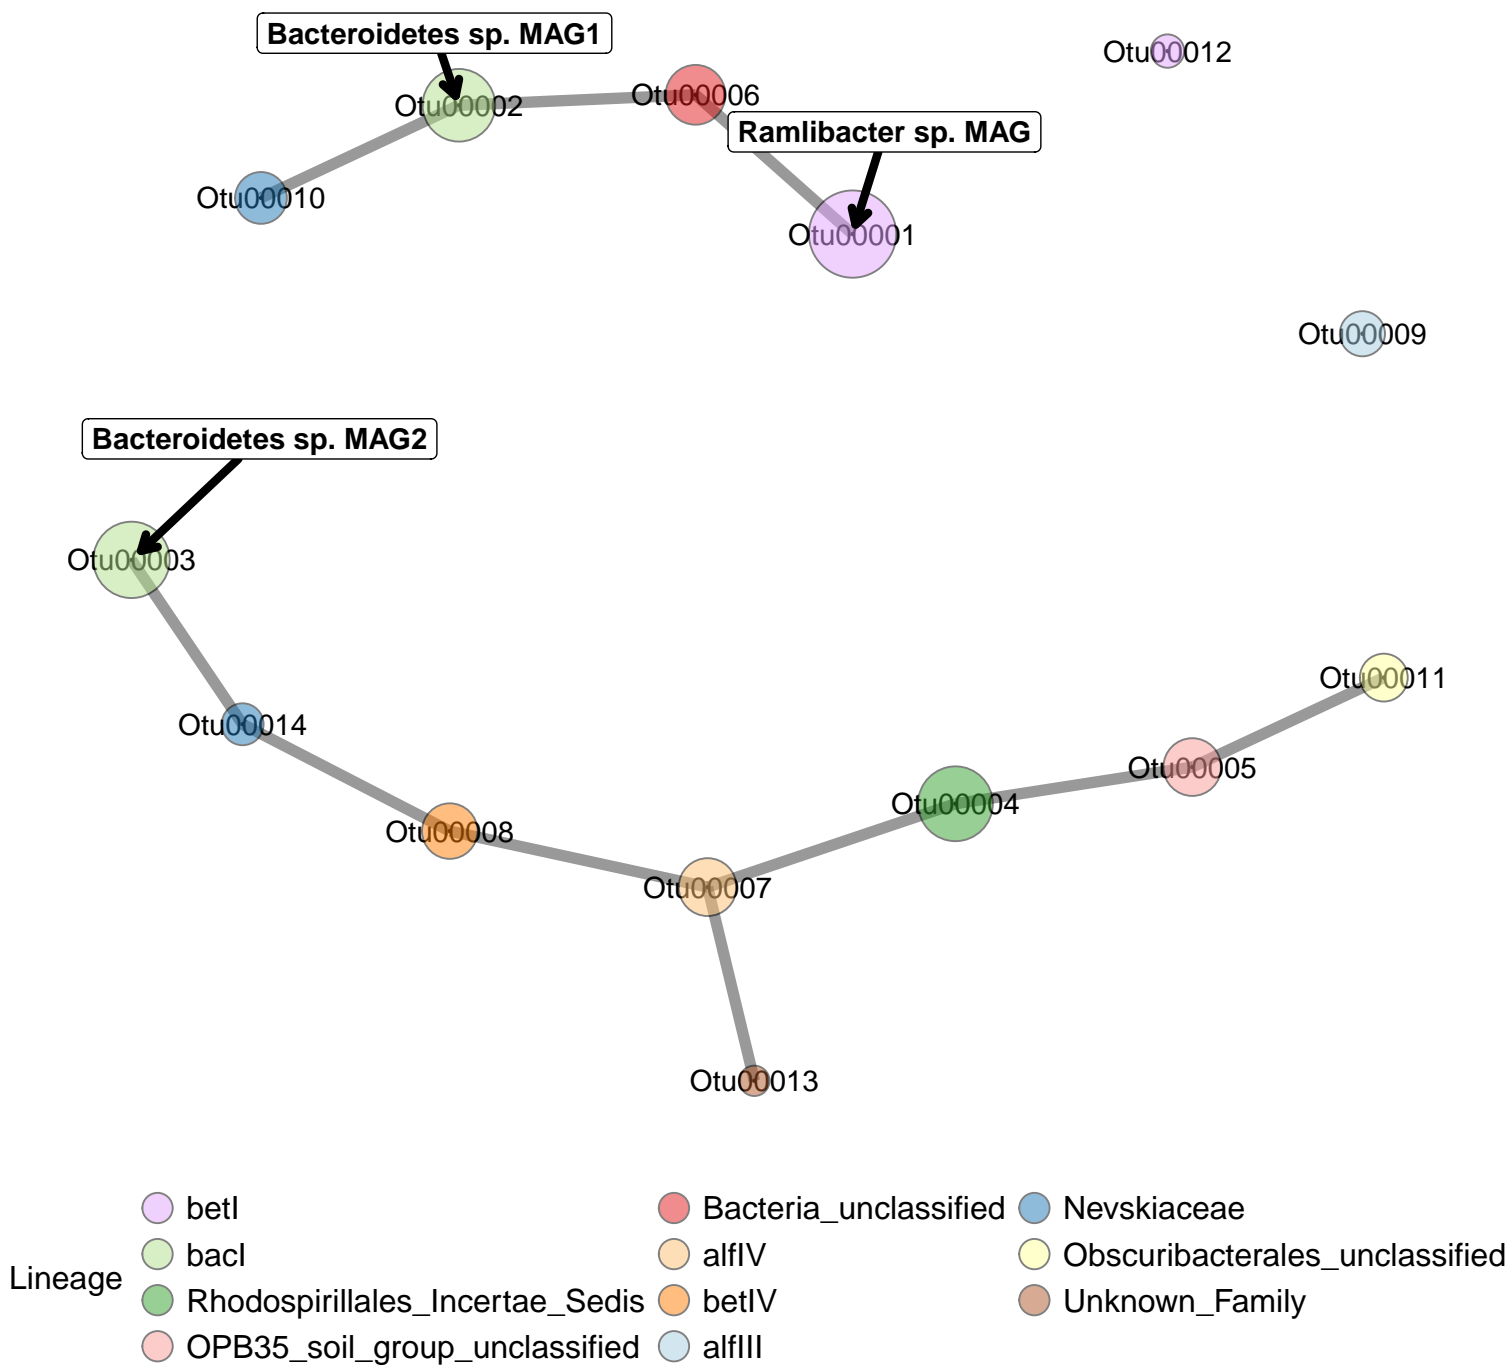 Bacteroidetes sp. MAG1
Otu00012
Otu00006
Otu00002
Ramlibacter sp. MAG
Otu00010
Otu00001
Otu00009
Bacteroidetes sp. MAG2
Otu00003
Otu00011
Otu00014
Otu00005
Otu00004
Otu00008
Otu00007
Otu00013
Lineage
betI
bacI
Rhodospirillales_Incertae_Sedis
OPB35_soil_group_unclassified
Bacteria_unclassified
alfIV
betIV
alfIII
Nevskiaceae
Obscuribacterales_unclassified
Unknown_Family